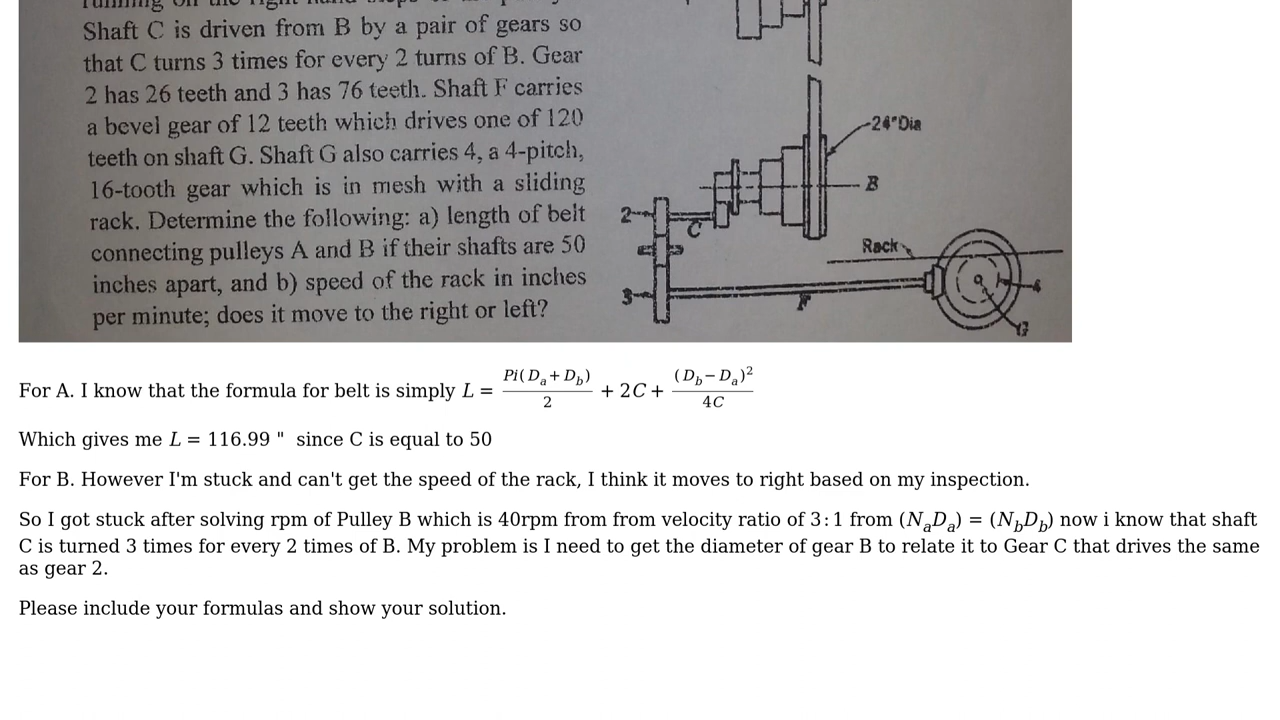 Shaft C is driven from B by a pair of gears so
that C turns 3 times for every 2 turns of B. Gear
2 has 26 teeth and 3 has 76 teeth. Shaft F carries
a bevel gear of 12 teeth which drives one of 120
teeth on shaft G. Shaft G also carries 4, a 4-pitch,
16-tooth gear which is in mesh with a sliding
rack. Determine the following: a) length of belt
connecting pulleys A and B if their shafts are 50
inches apart, and b) speed of the rack in inches
per minute; does it move to the right or left?
24"Dia
B
2
C
Rack
3
F
4
G
For A. I know that the formula for belt is simply L = Pi(D_a + D_b) / 2 + 2C + (D_b − D_a)² / 4C
Which gives me L = 116.99 " since C is equal to 50
For B. However I'm stuck and can't get the speed of the rack, I think it moves to right based on my inspection.
So I got stuck after solving rpm of Pulley B which is 40rpm from from velocity ratio of 3:1 from (N_aD_a) = (N_bD_b) now i know that shaft
C is turned 3 times for every 2 times of B. My problem is I need to get the diameter of gear B to relate it to Gear C that drives the same
as gear 2.
Please include your formulas and show your solution.